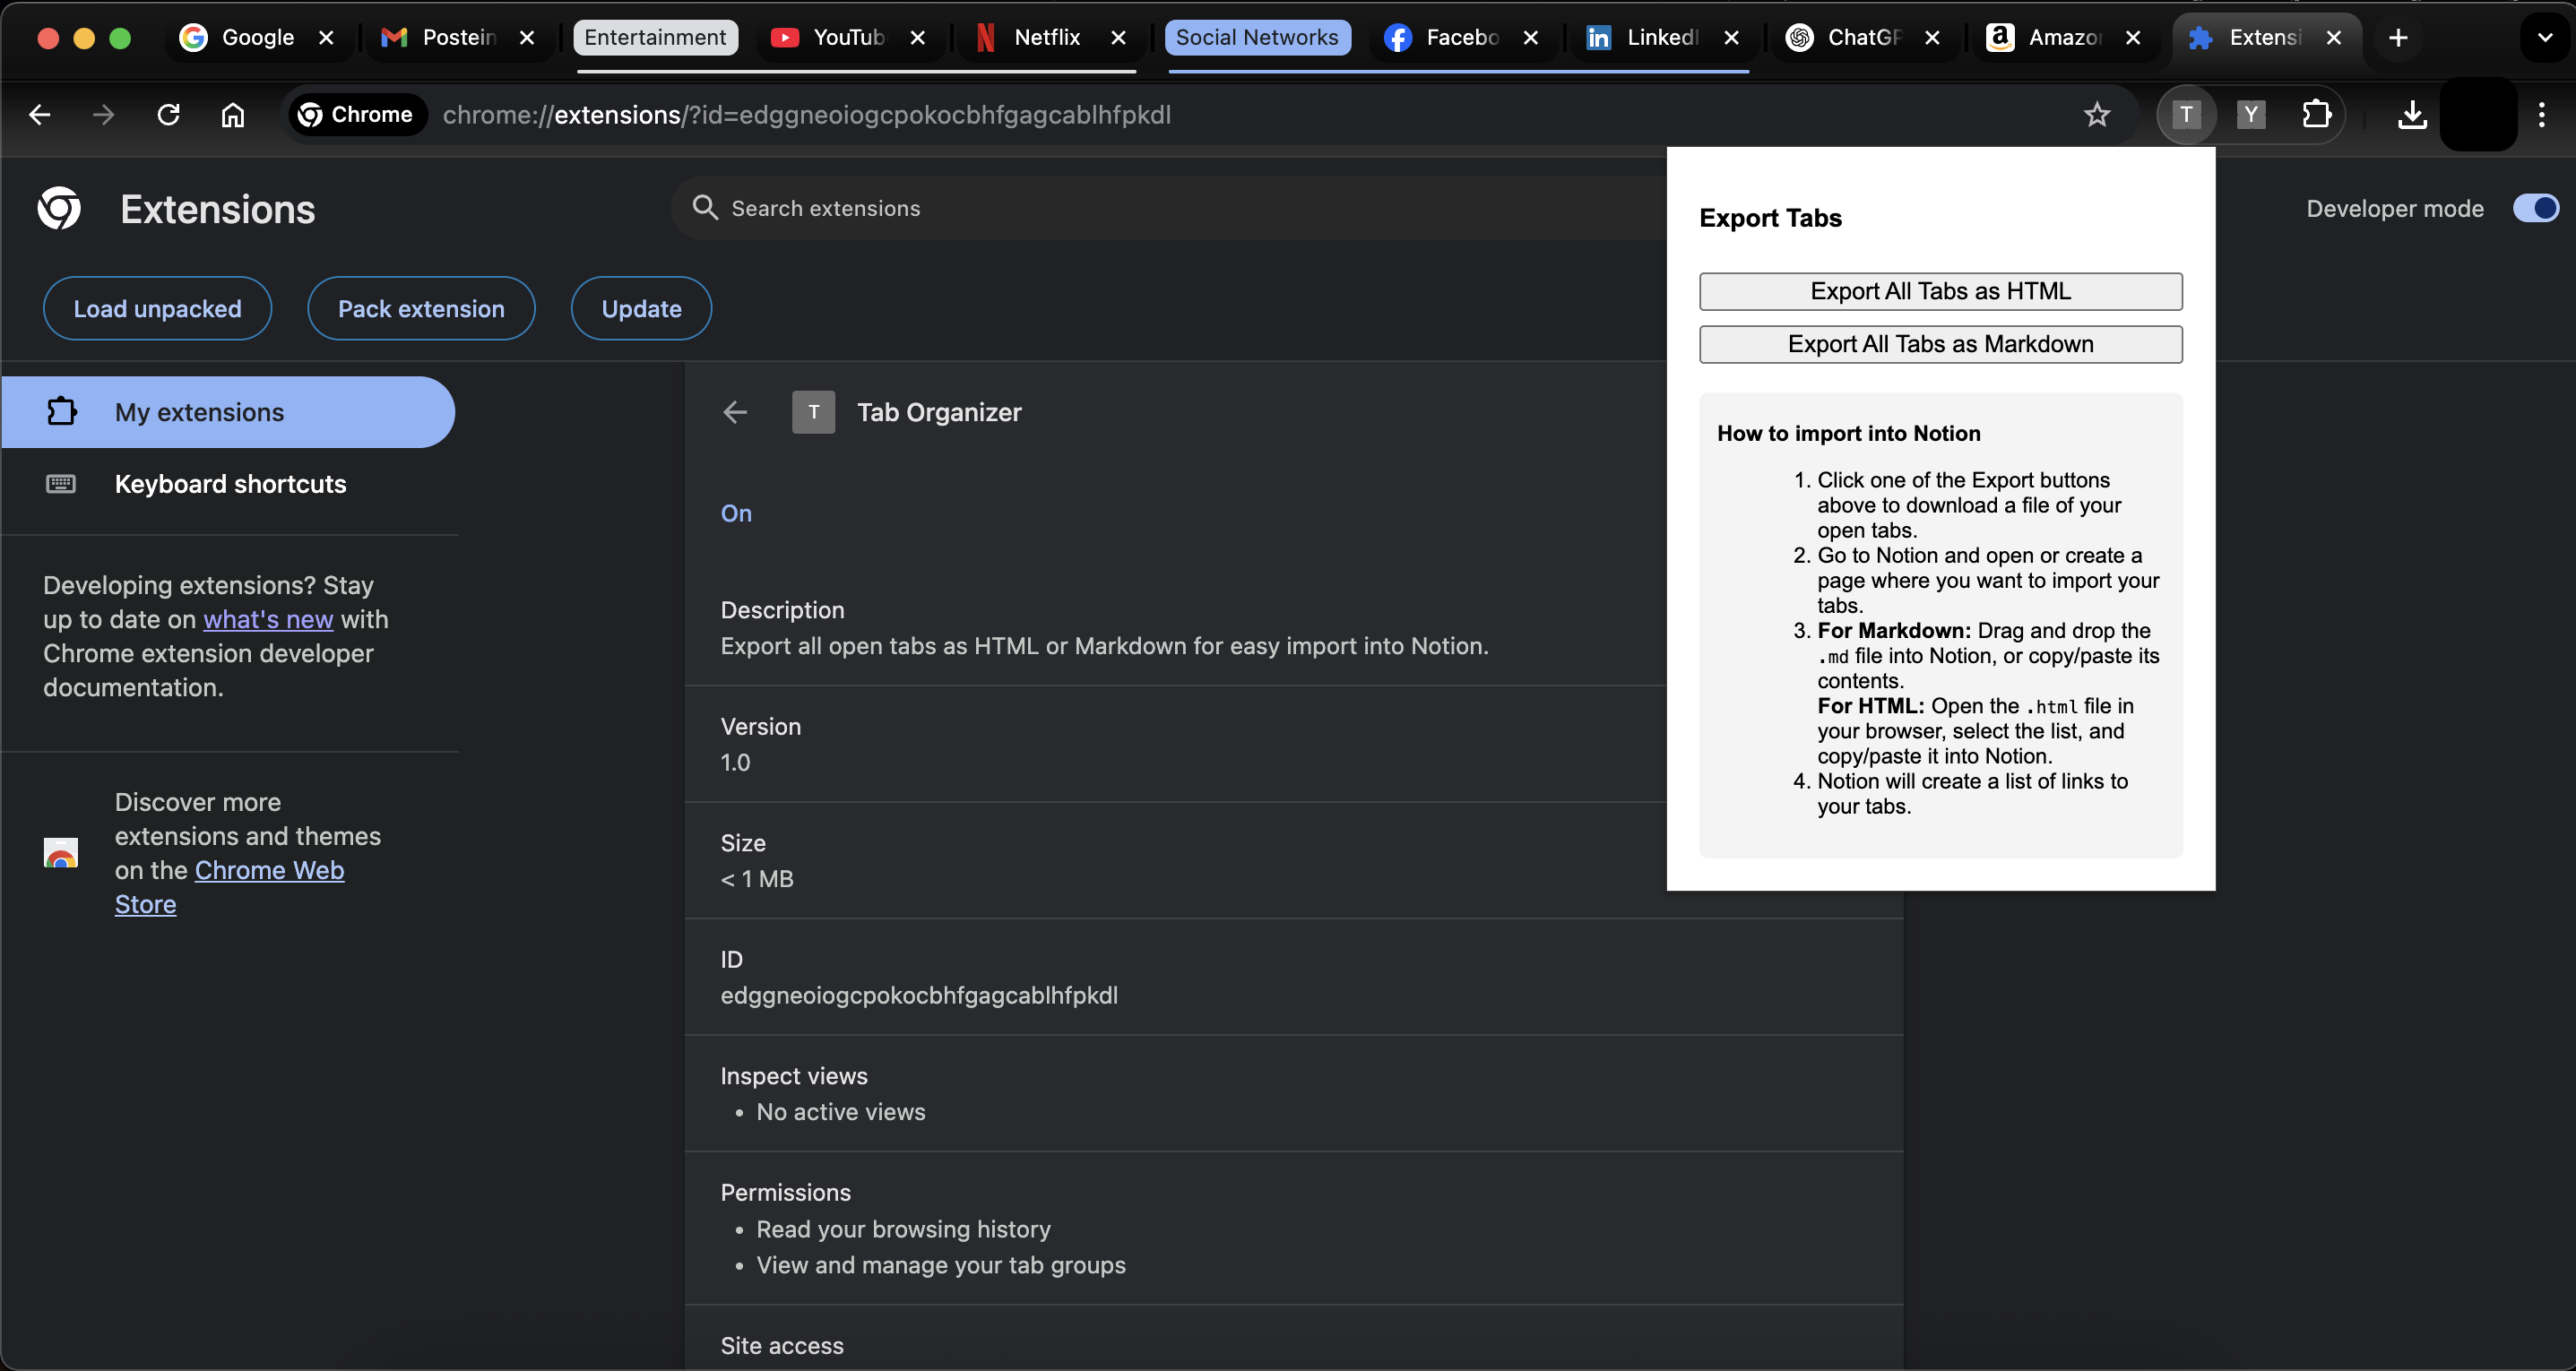 Google
Postein
Entertainment
YouTub
Netflix
Social Networks
Facebo
LinkedI
ChatGP
Amazon
Extensi
Chrome
chrome://extensions/?id=edggneoiogcpokocbhfgagcablhfpkdl
T
Y
Extensions
Search extensions
Developer mode
Load unpacked
Pack extension
Update
My extensions
Keyboard shortcuts
Developing extensions? Stay
up to date on what's new with
Chrome extension developer
documentation.
Discover more
extensions and themes
on the Chrome Web
Store
T
Tab Organizer
On
Description
Export all open tabs as HTML or Markdown for easy import into Notion.
Version
1.0
Size
< 1 MB
ID
edggneoiogcpokocbhfgagcablhfpkdl
Inspect views
• No active views
Permissions
• Read your browsing history
• View and manage your tab groups
Site access
Export Tabs
Export All Tabs as HTML
Export All Tabs as Markdown
How to import into Notion
1. Click one of the Export buttons
above to download a file of your
open tabs.
2. Go to Notion and open or create a
page where you want to import your
tabs.
3. For Markdown: Drag and drop the
.md file into Notion, or copy/paste its
contents.
For HTML: Open the .html file in
your browser, select the list, and
copy/paste it into Notion.
4. Notion will create a list of links to
your tabs.